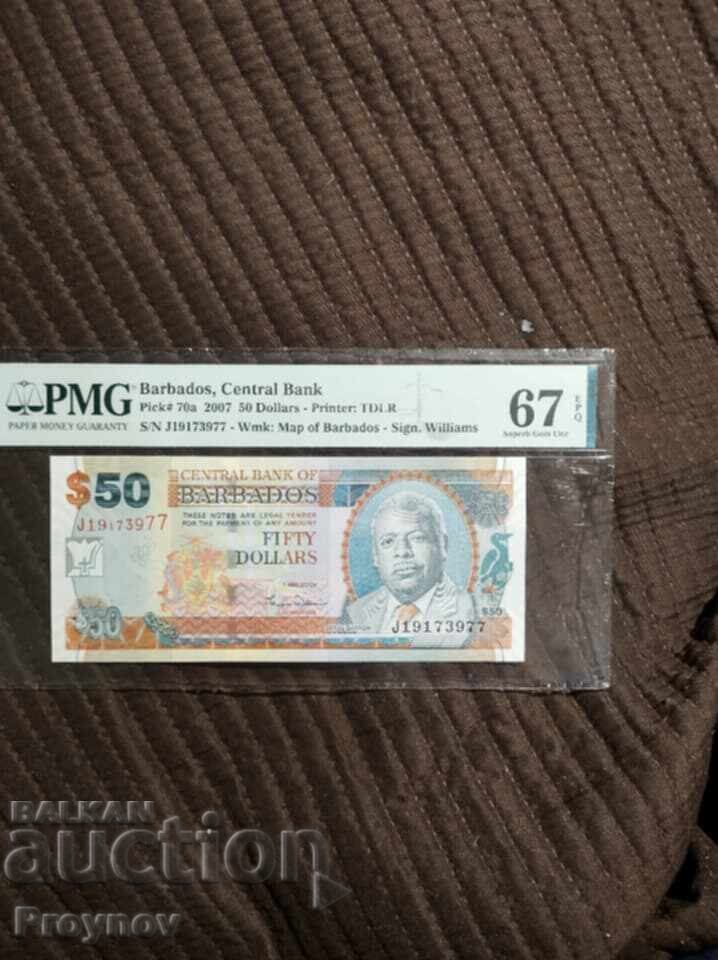 PMG
PAPER MONEY GUARANTY
Barbados, Central Bank
Pick# 70a 2007 50 Dollars - Printer: TDLR
S/N J19173977 - Wmk: Map of Barbados - Sign. Williams
67 EPQ
Superb Gem Unc
$50
CENTRAL BANK OF
BARBADOS
J19173977
THESE NOTES ARE LEGAL TENDER
FOR THE PAYMENT OF ANY AMOUNT
FIFTY
DOLLARS
$50
$50
J19173977
BALKAN
auction
Proynov